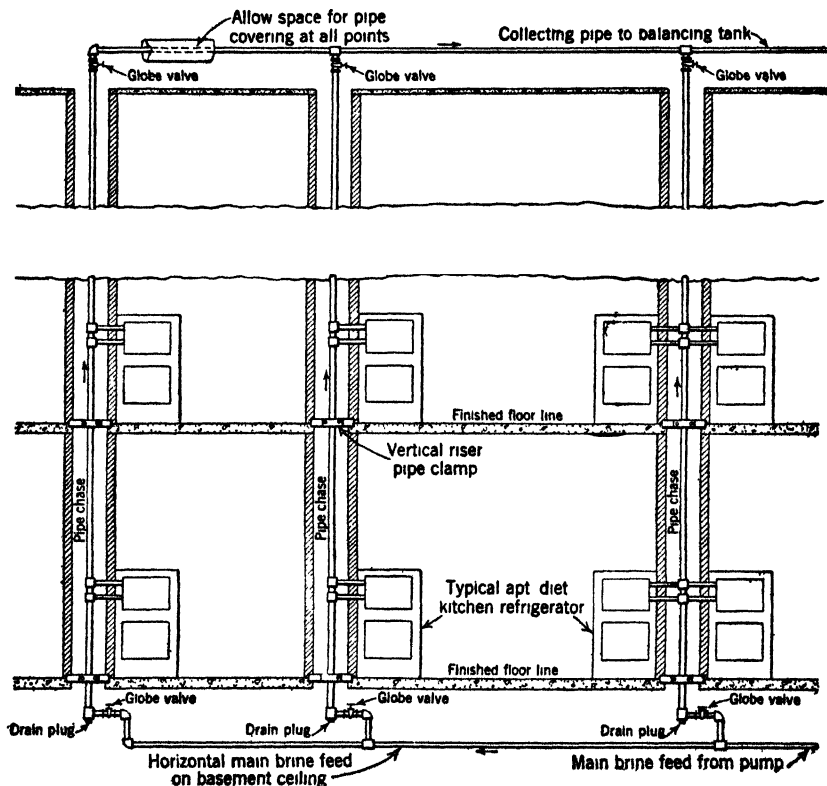 Allow space for pipe
covering at all points
Collecting pipe to balancing tank
Globe valve
Globe valve
Globe valve
Finished floor line
Vertical riser
pipe clamp
Pipe chase
Pipe chase
Pipe chase
Typical apt diet
kitchen refrigerator
Finished floor line
Globe valve
Globe valve
Globe valve
Drain plug
Drain plug
Drain plug
Horizontal main brine feed
on basement ceiling
Main brine feed from pump